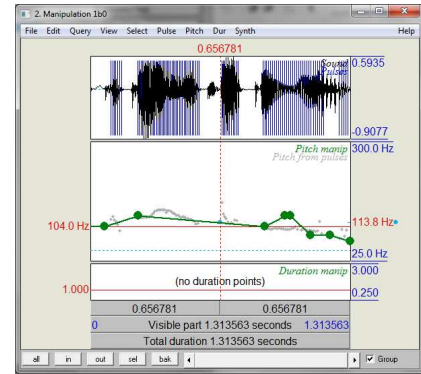 2. Manipulation 1b0
File Edit Query View Select Pulse Pitch Dur Synth Help
0.656781
Sound 0.5935
Pulses
-0.9077
Pitch manip 300.0 Hz
Pitch from pulses
104.0 Hz 113.8 Hz
25.0 Hz
Duration manip 3.000
(no duration points)
1.000 0.250
0.656781 0.656781
0 Visible part 1.313563 seconds 1.313563
Total duration 1.313563 seconds
all in out sel bak Group